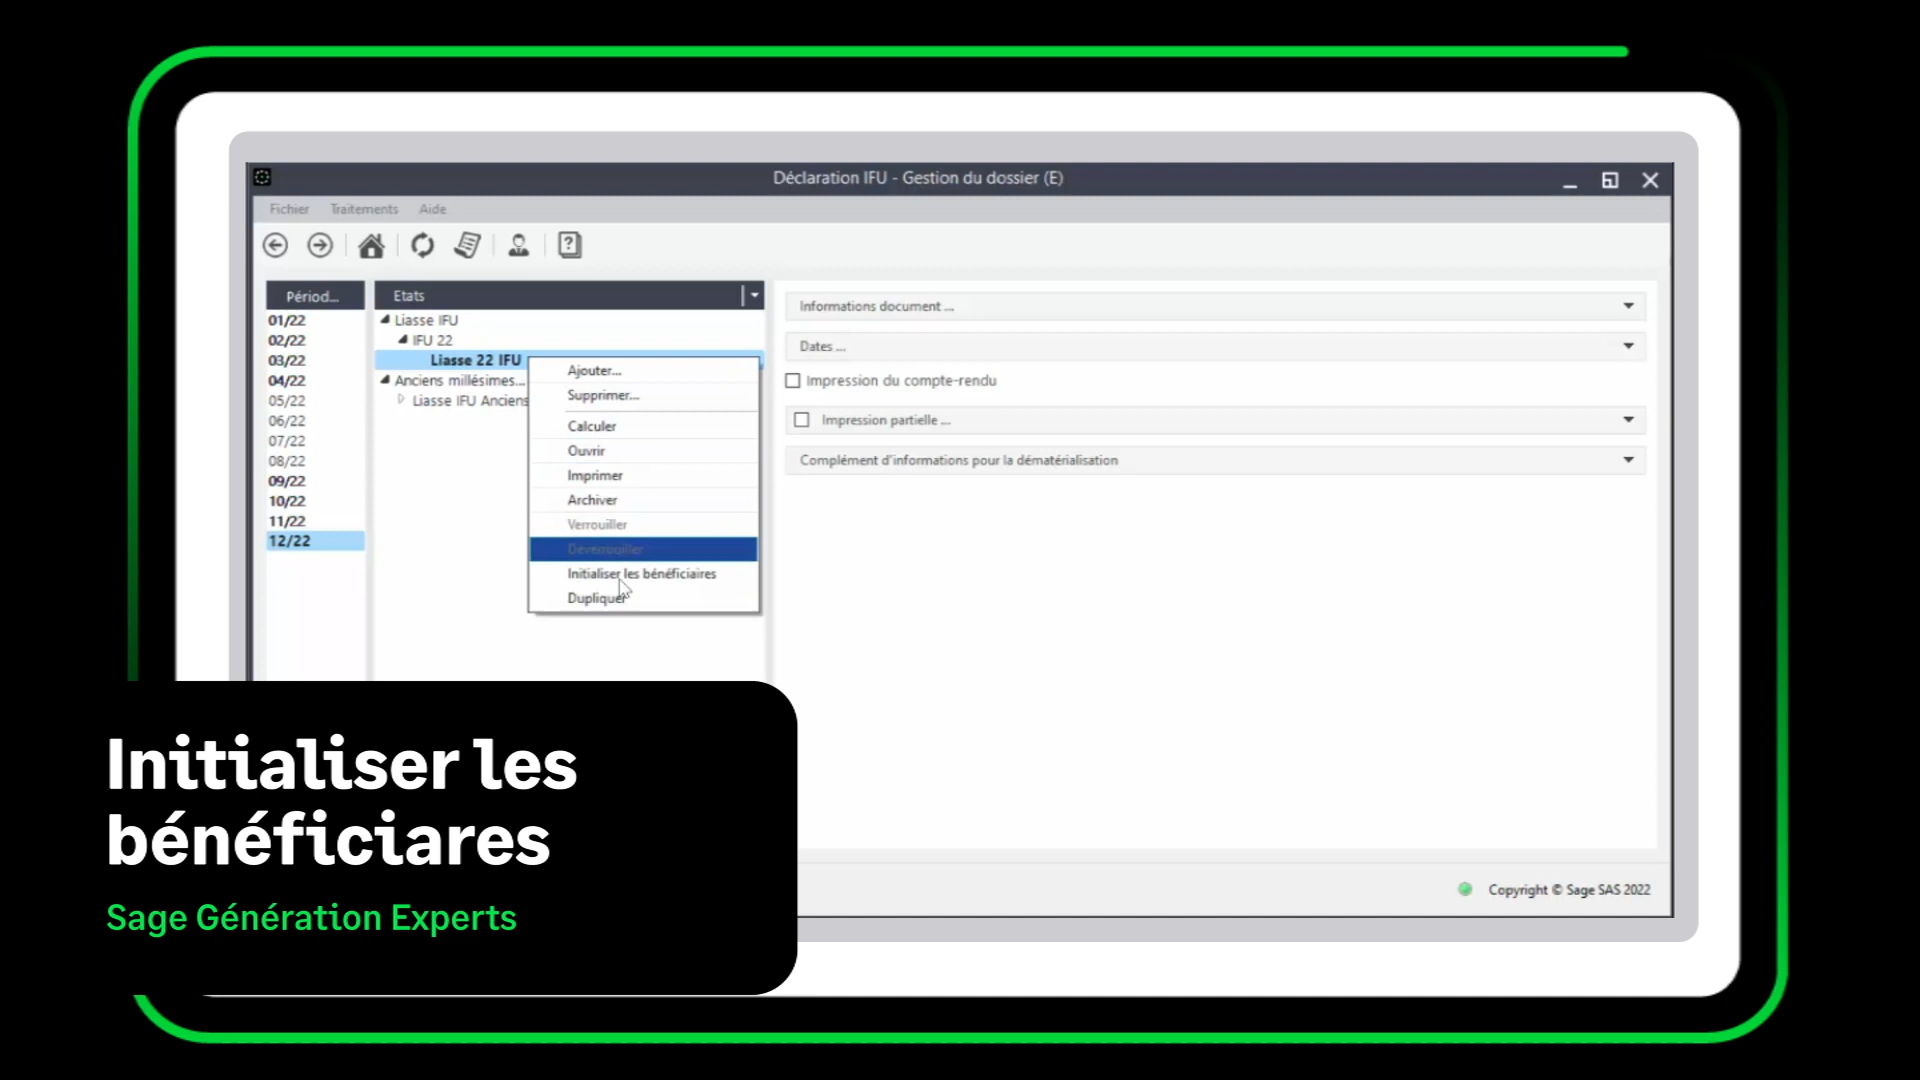 Déclaration IFU - Gestion du dossier (E)
Fichier Traitements Aide
Périod...
01/22
02/22
03/22
04/22
05/22
06/22
07/22
08/22
09/22
10/22
11/22
12/22
Etats
Liasse IFU
IFU 22
Liasse 22 IFU
Anciens millésimes...
Liasse IFU Anciens
Ajouter...
Supprimer...
Calculer
Ouvrir
Imprimer
Archiver
Verrouiller
Deverrouiller
Initialiser les bénéficiaires
Dupliquer
Informations document ...
Dates ...
Impression du compte-rendu
Impression partielle ...
Complément d'informations pour la dématérialisation
Copyright © Sage SAS 2022
Initialiser les
bénéficiares
Sage Génération Experts